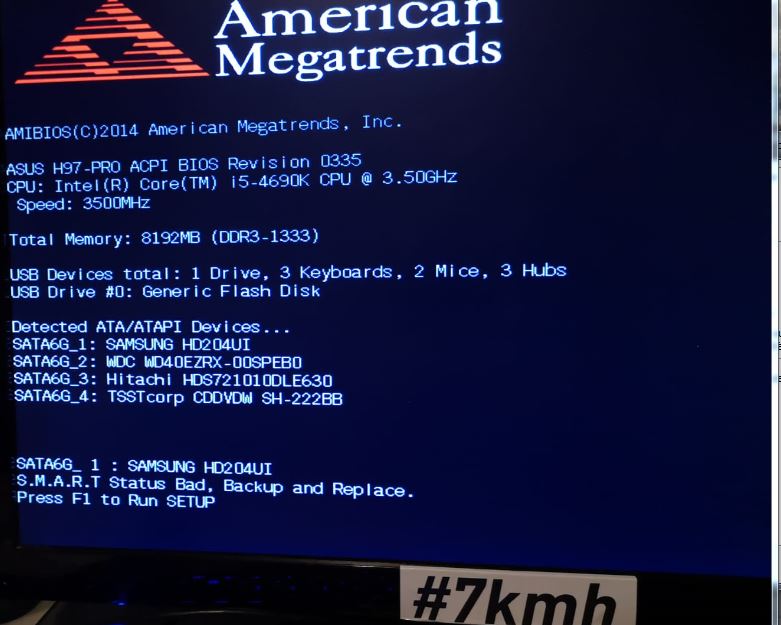 American
Megatrends
AMIBIOS(C)2014 American Megatrends, Inc.
ASUS H97-PRO ACPI BIOS Revision 0335
CPU: Intel(R) Core(TM) i5-4690K CPU @ 3.50GHz
Speed: 3500MHz
Total Memory: 8192MB (DDR3-1333)
USB Devices total: 1 Drive, 3 Keyboards, 2 Mice, 3 Hubs
USB Drive #0: Generic Flash Disk
Detected ATA/ATAPI Devices...
SATA6G_1: SAMSUNG HD204UI
SATA6G_2: WDC WD40EZRX-00SPEB0
SATA6G_3: Hitachi HDS721010DLE630
SATA6G_4: TSSTcorp CDDVDW SH-222BB
SATA6G_ 1 : SAMSUNG HD204UI
S.M.A.R.T Status Bad, Backup and Replace.
Press F1 to Run SETUP
#7kmh